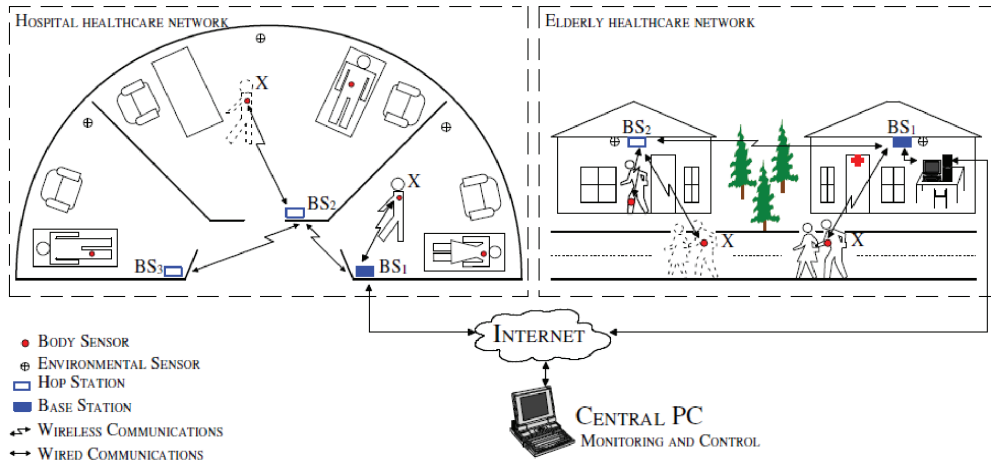 HOSPITAL HEALTHCARE NETWORK
X
X
BS2
BS3
BS1
ELDERLY HEALTHCARE NETWORK
BS2
BS1
X
X
INTERNET
CENTRAL PC
MONITORING AND CONTROL
BODY SENSOR
ENVIRONMENTAL SENSOR
HOP STATION
BASE STATION
WIRELESS COMMUNICATIONS
WIRED COMMUNICATIONS